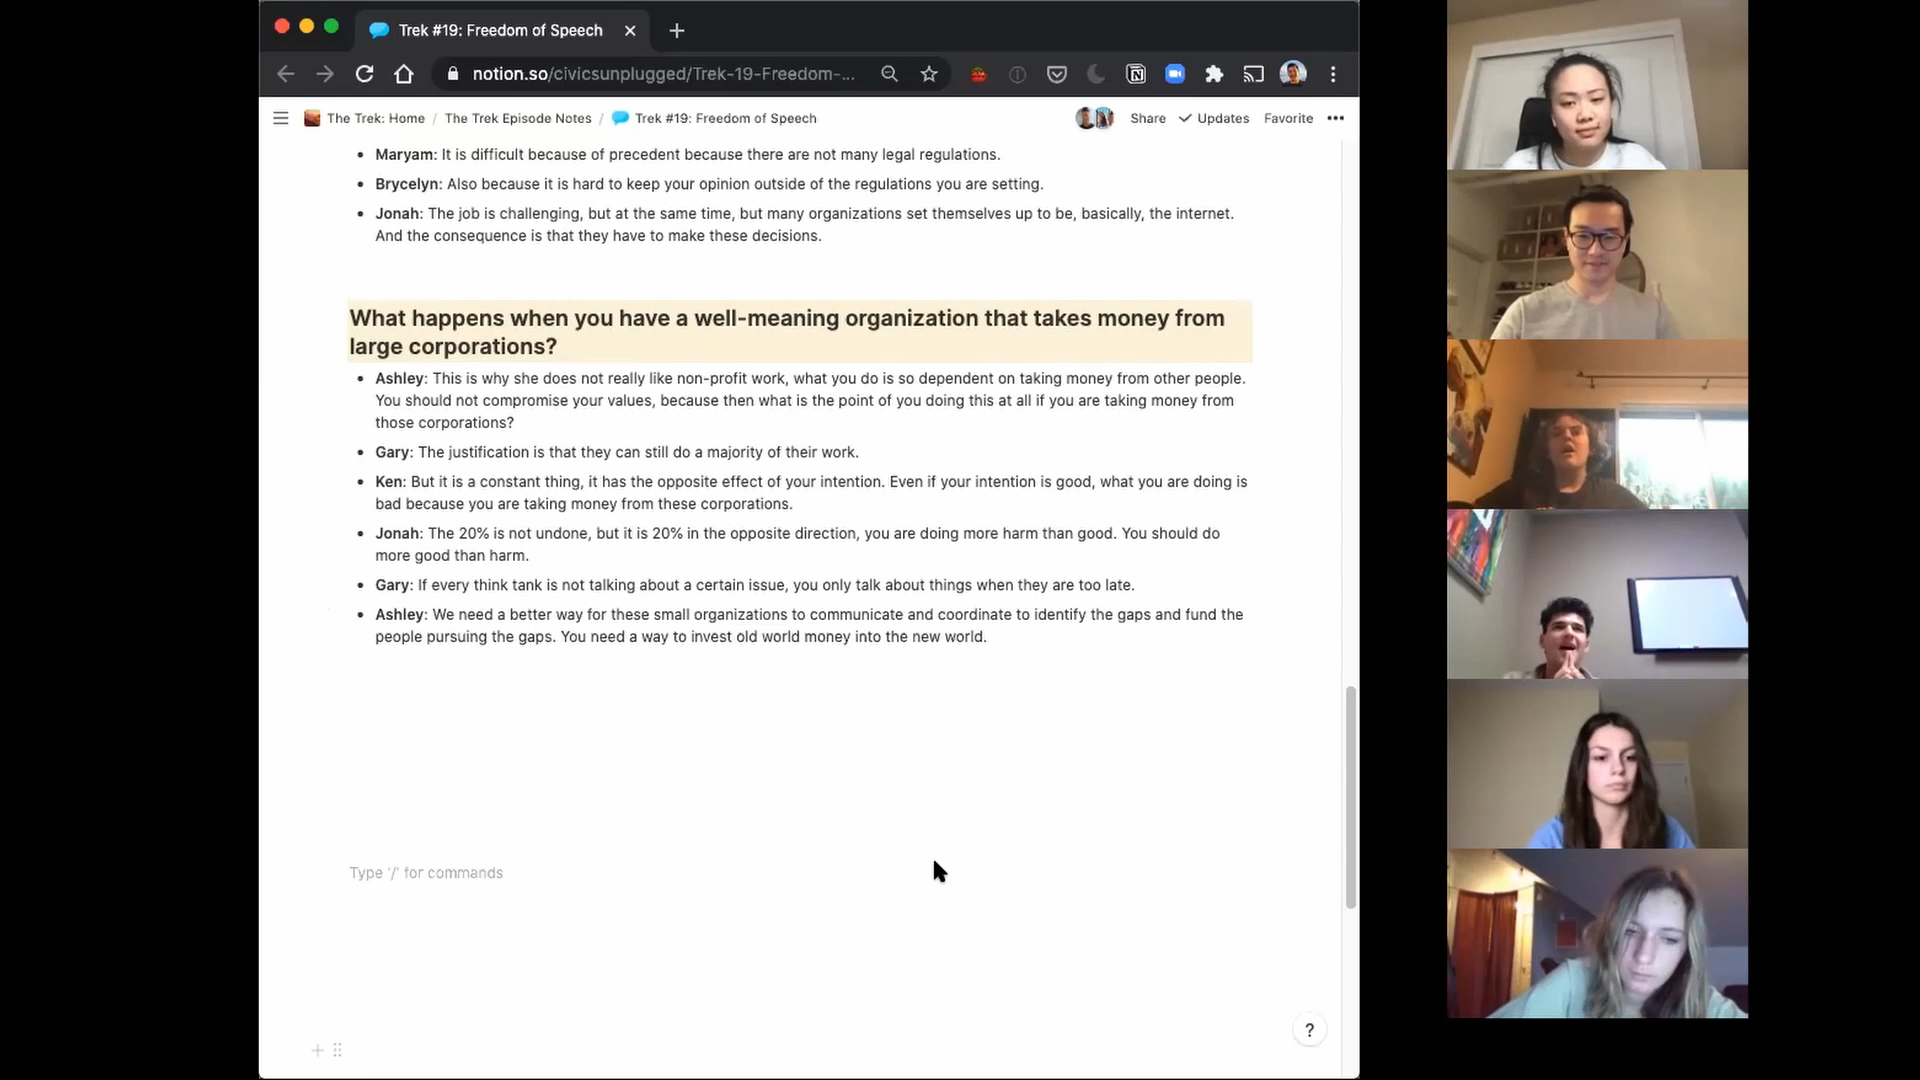 Trek #19: Freedom of Speech
notion.so/civicsunplugged/Trek-19-Freedom-...
The Trek: Home / The Trek Episode Notes / Trek #19: Freedom of Speech
Share Updates Favorite
Maryam: It is difficult because of precedent because there are not many legal regulations.
Brycelyn: Also because it is hard to keep your opinion outside of the regulations you are setting.
Jonah: The job is challenging, but at the same time, but many organizations set themselves up to be, basically, the internet.
And the consequence is that they have to make these decisions.
What happens when you have a well-meaning organization that takes money from
large corporations?
Ashley: This is why she does not really like non-profit work, what you do is so dependent on taking money from other people.
You should not compromise your values, because then what is the point of you doing this at all if you are taking money from
those corporations?
Gary: The justification is that they can still do a majority of their work.
Ken: But it is a constant thing, it has the opposite effect of your intention. Even if your intention is good, what you are doing is
bad because you are taking money from these corporations.
Jonah: The 20% is not undone, but it is 20% in the opposite direction, you are doing more harm than good. You should do
more good than harm.
Gary: If every think tank is not talking about a certain issue, you only talk about things when they are too late.
Ashley: We need a better way for these small organizations to communicate and coordinate to identify the gaps and fund the
people pursuing the gaps. You need a way to invest old world money into the new world.
Type '/' for commands
?